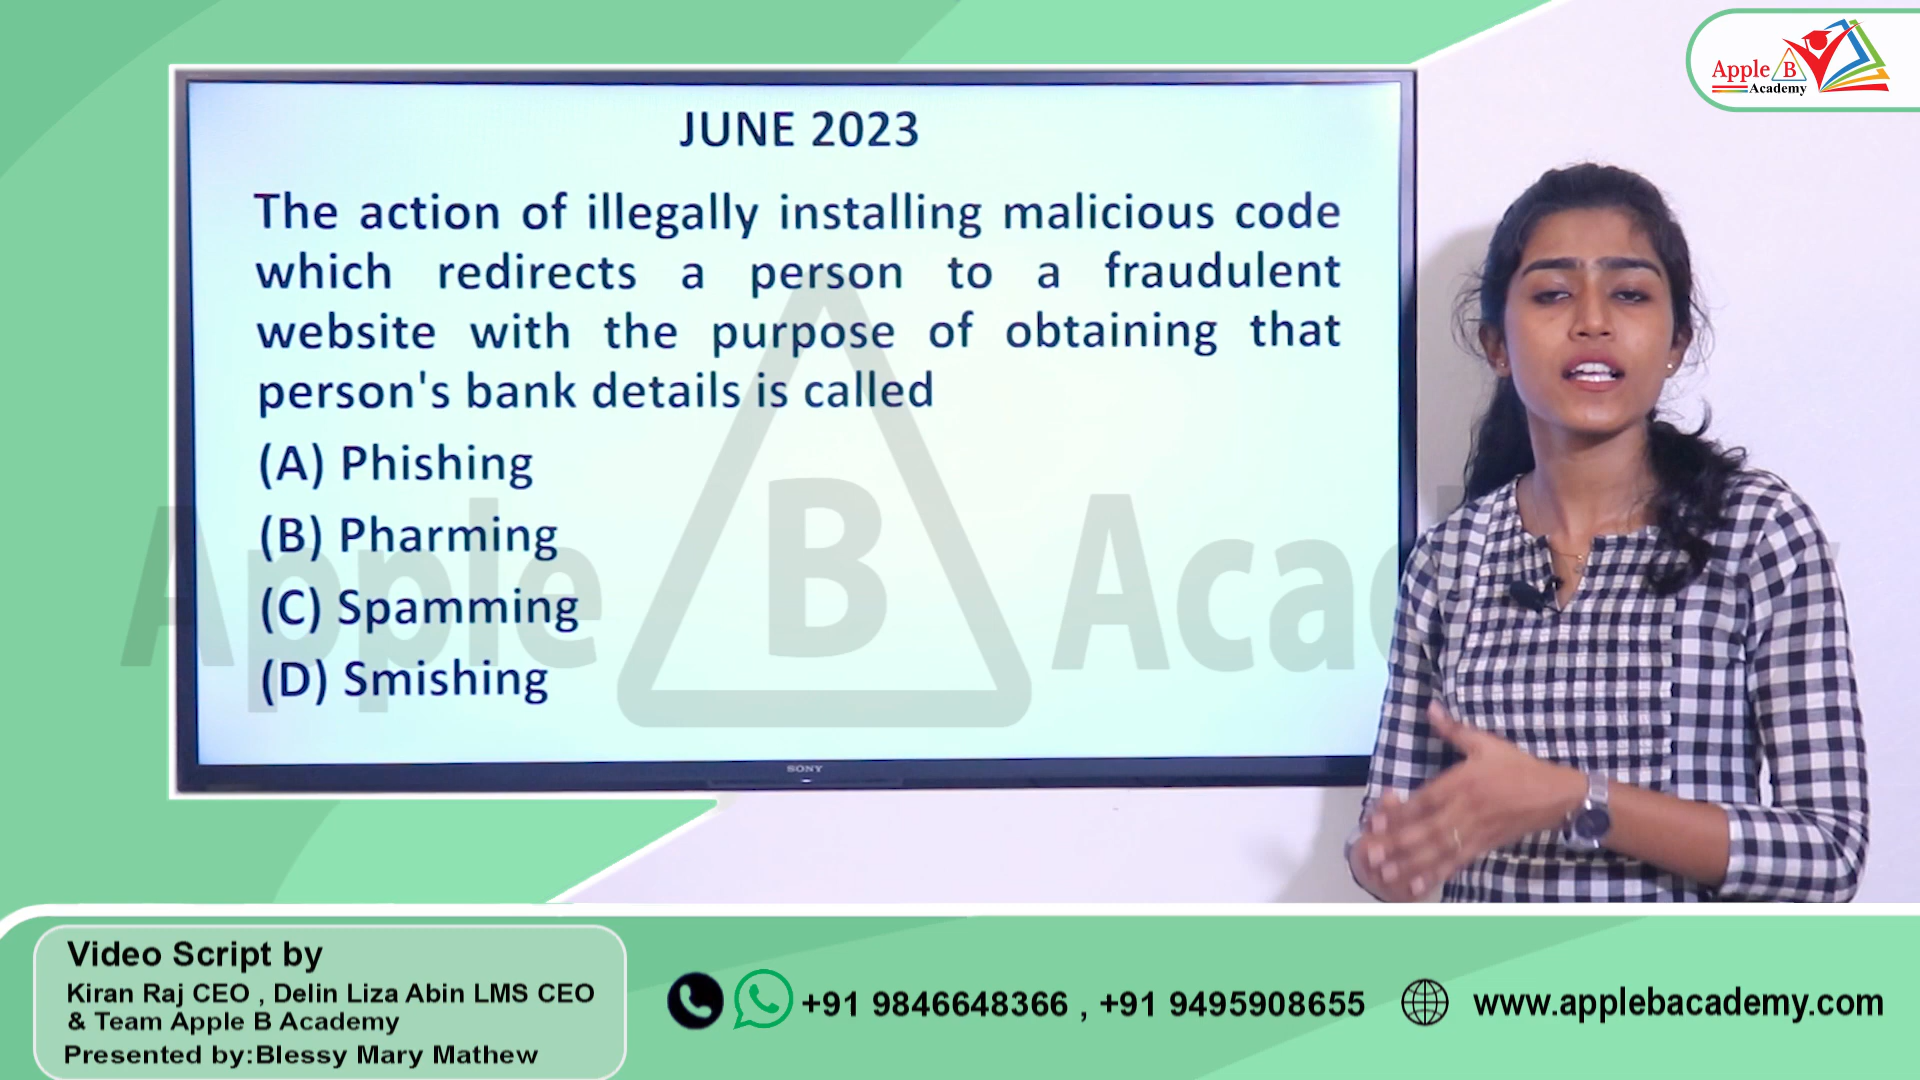 Apple B
Academy
JUNE 2023
The action of illegally installing malicious code
which redirects a person to a fraudulent
website with the purpose of obtaining that
person's bank details is called
(A) Phishing
(B) Pharming
(C) Spamming
(D) Smishing
Apple B Acad
SONY
Video Script by
Kiran Raj CEO , Delin Liza Abin LMS CEO
& Team Apple B Academy
Presented by:Blessy Mary Mathew
+91 9846648366 , +91 9495908655
www.applebacademy.com